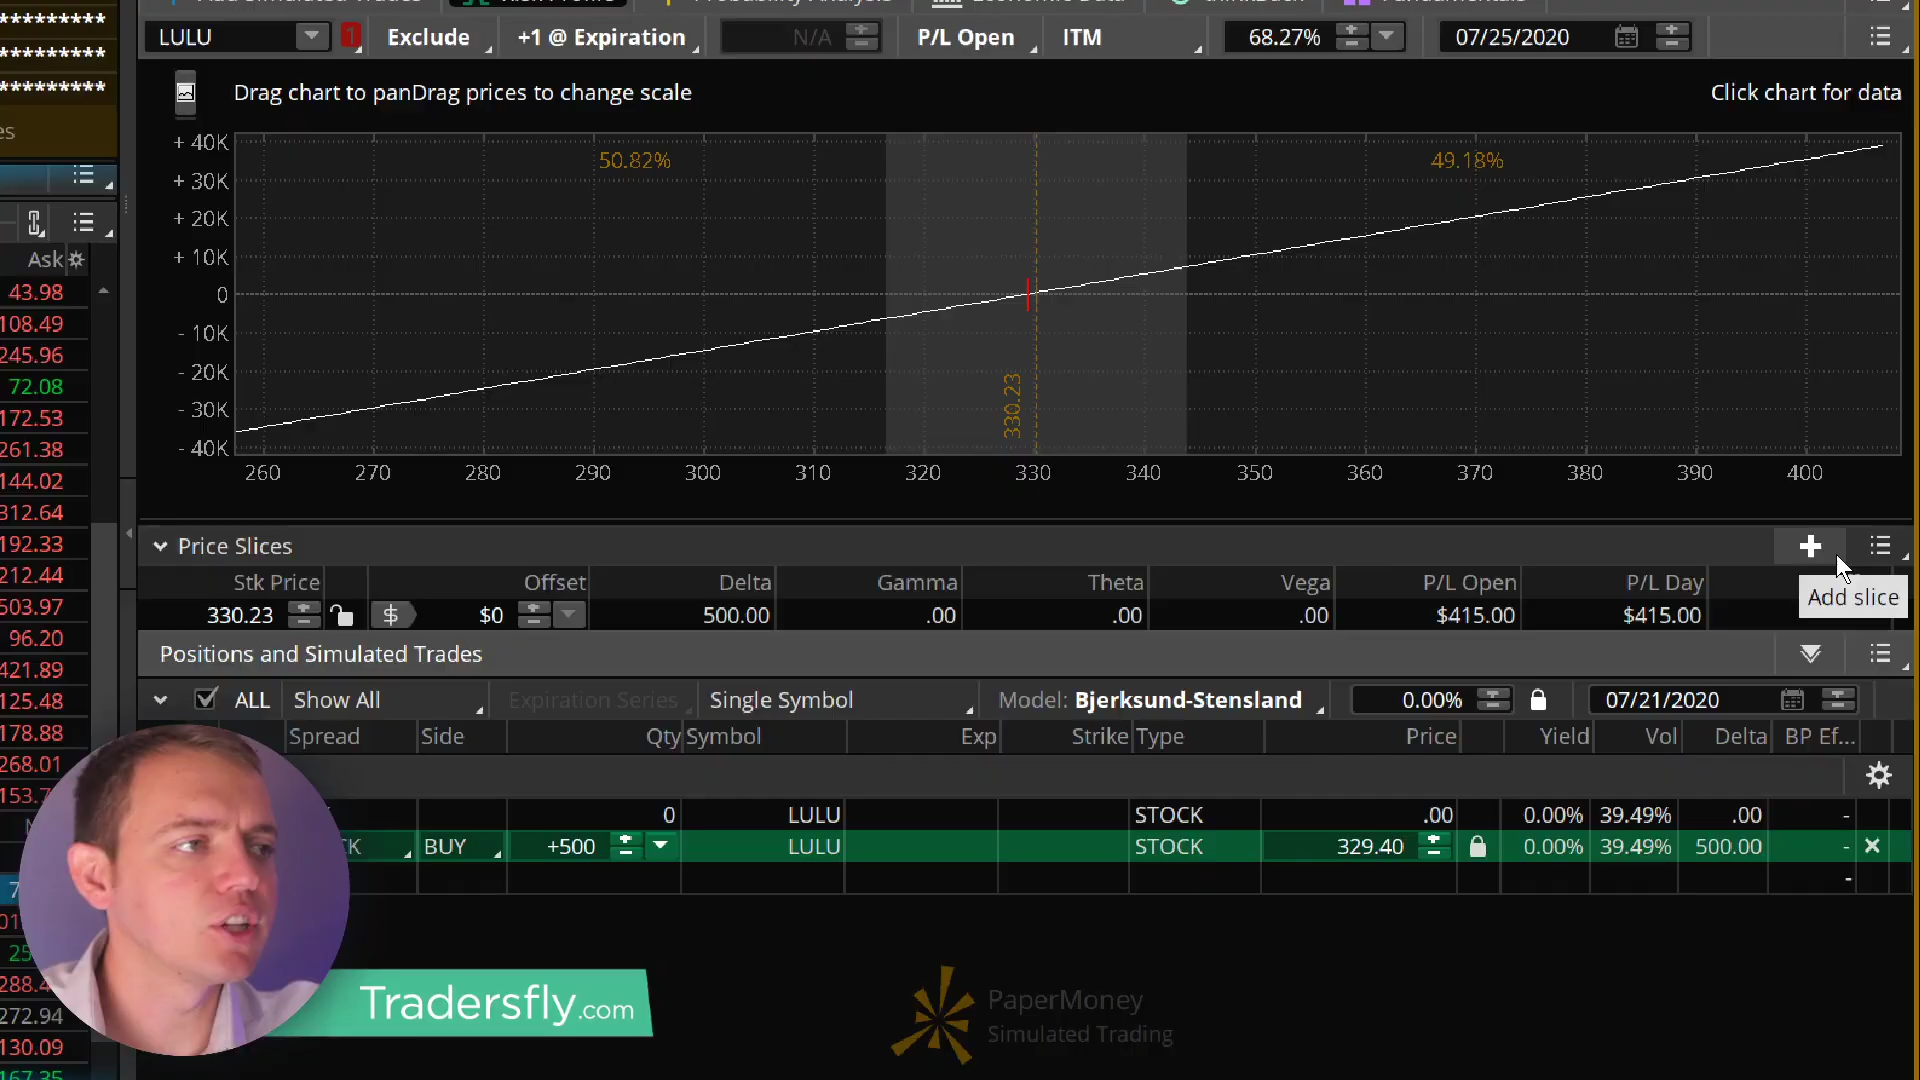 Economic Data
LULU
1
Exclude
+1 @ Expiration
N/A
P/L Open
ITM
68.27%
07/25/2020
Drag chart to panDrag prices to change scale
Click chart for data
+ 40K
+ 30K
+ 20K
+ 10K
0
- 10K
- 20K
- 30K
- 40K
50.82%
49.18%
330.23
260 270 280 290 300 310 320 330 340 350 360 370 380 390 400
Price Slices
Add slice
Stk Price Offset Delta Gamma Theta Vega P/L Open P/L Day
330.23 $ $0 500.00 .00 .00 .00 $415.00 $415.00
Positions and Simulated Trades
ALL Show All Expiration Series Single Symbol Model: Bjerksund-Stensland 0.00% 07/21/2020
Spread Side Qty Symbol Exp Strike Type Price Yield Vol Delta BP Ef...
0 LULU STOCK .00 0.00% 39.49% .00 -
CK BUY +500 LULU STOCK 329.40 0.00% 39.49% 500.00 -
-
*********
*********
*********
es
Ask
43.98
108.49
245.96
72.08
172.53
261.38
144.02
312.64
192.33
212.44
503.97
96.20
421.89
125.48
178.88
268.01
153.7
288.4
272.94
130.09
167.35
Tradersfly.com
PaperMoney
Simulated Trading